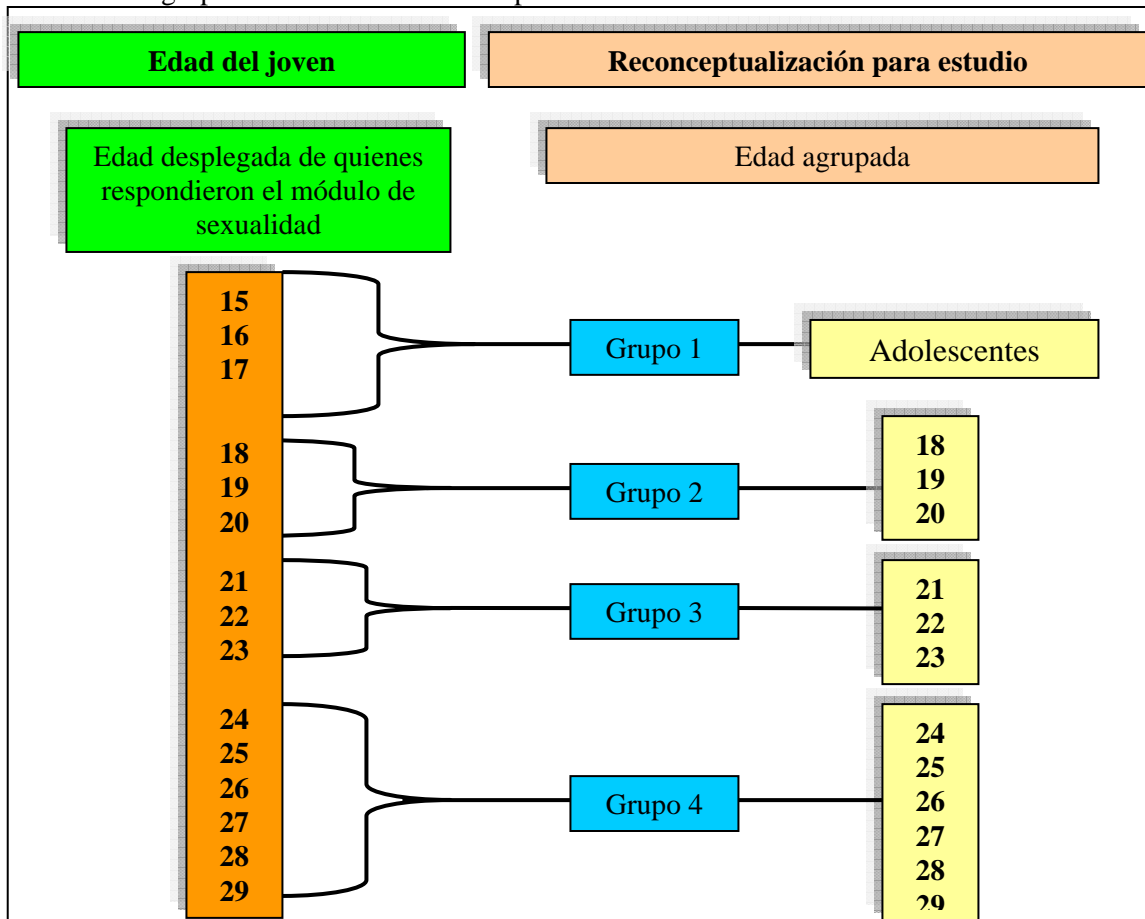 Edad del joven
Reconceptualización para estudio
Edad desplegada de quienes
respondieron el módulo de
sexualidad
Edad agrupada
15
16
17
Grupo 1
Adolescentes
18
19
20
Grupo 2
18
19
20
21
22
23
Grupo 3
21
22
23
24
25
26
27
28
29
Grupo 4
24
25
26
27
28
29